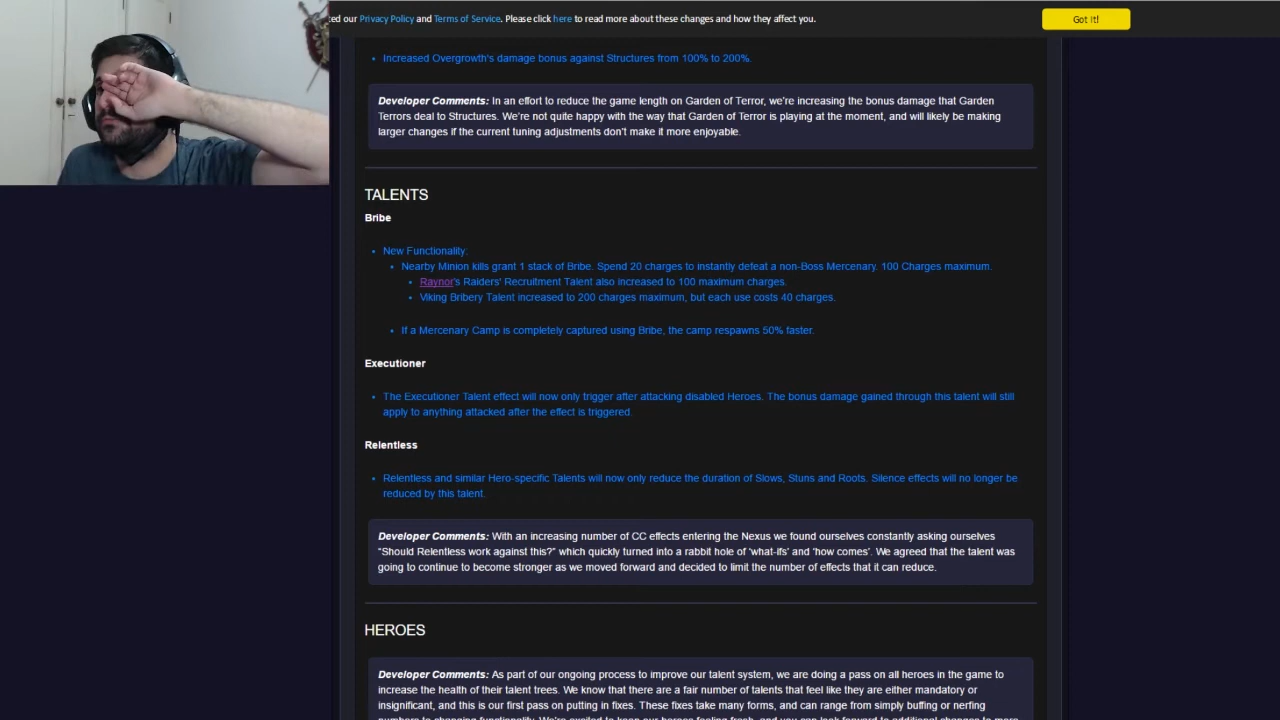 ted our Privacy Policy and Terms of Service. Please click here to read more about these changes and how they affect you.
Got it!
• Increased Overgrowth's damage bonus against Structures from 100% to 200%.
Developer Comments: In an effort to reduce the game length on Garden of Terror, we're increasing the bonus damage that Garden
Terrors deal to Structures. We're not quite happy with the way that Garden of Terror is playing at the moment, and will likely be making
larger changes if the current tuning adjustments don't make it more enjoyable.
TALENTS
Bribe
• New Functionality:
• Nearby Minion kills grant 1 stack of Bribe. Spend 20 charges to instantly defeat a non-Boss Mercenary. 100 Charges maximum.
• Raynor's Raiders' Recruitment Talent also increased to 100 maximum charges.
• Viking Bribery Talent increased to 200 charges maximum, but each use costs 40 charges.
• If a Mercenary Camp is completely captured using Bribe, the camp respawns 50% faster.
Executioner
• The Executioner Talent effect will now only trigger after attacking disabled Heroes. The bonus damage gained through this talent will still
apply to anything attacked after the effect is triggered.
Relentless
• Relentless and similar Hero-specific Talents will now only reduce the duration of Slows, Stuns and Roots. Silence effects will no longer be
reduced by this talent.
Developer Comments: With an increasing number of CC effects entering the Nexus we found ourselves constantly asking ourselves
“Should Relentless work against this?” which quickly turned into a rabbit hole of ‘what-ifs’ and ‘how comes’. We agreed that the talent was
going to continue to become stronger as we moved forward and decided to limit the number of effects that it can reduce.
HEROES
Developer Comments: As part of our ongoing process to improve our talent system, we are doing a pass on all heroes in the game to
increase the health of their talent trees. We know that there are a fair number of talents that feel like they are either mandatory or
insignificant, and this is our first pass on putting in fixes. These fixes take many forms, and can range from simply buffing or nerfing